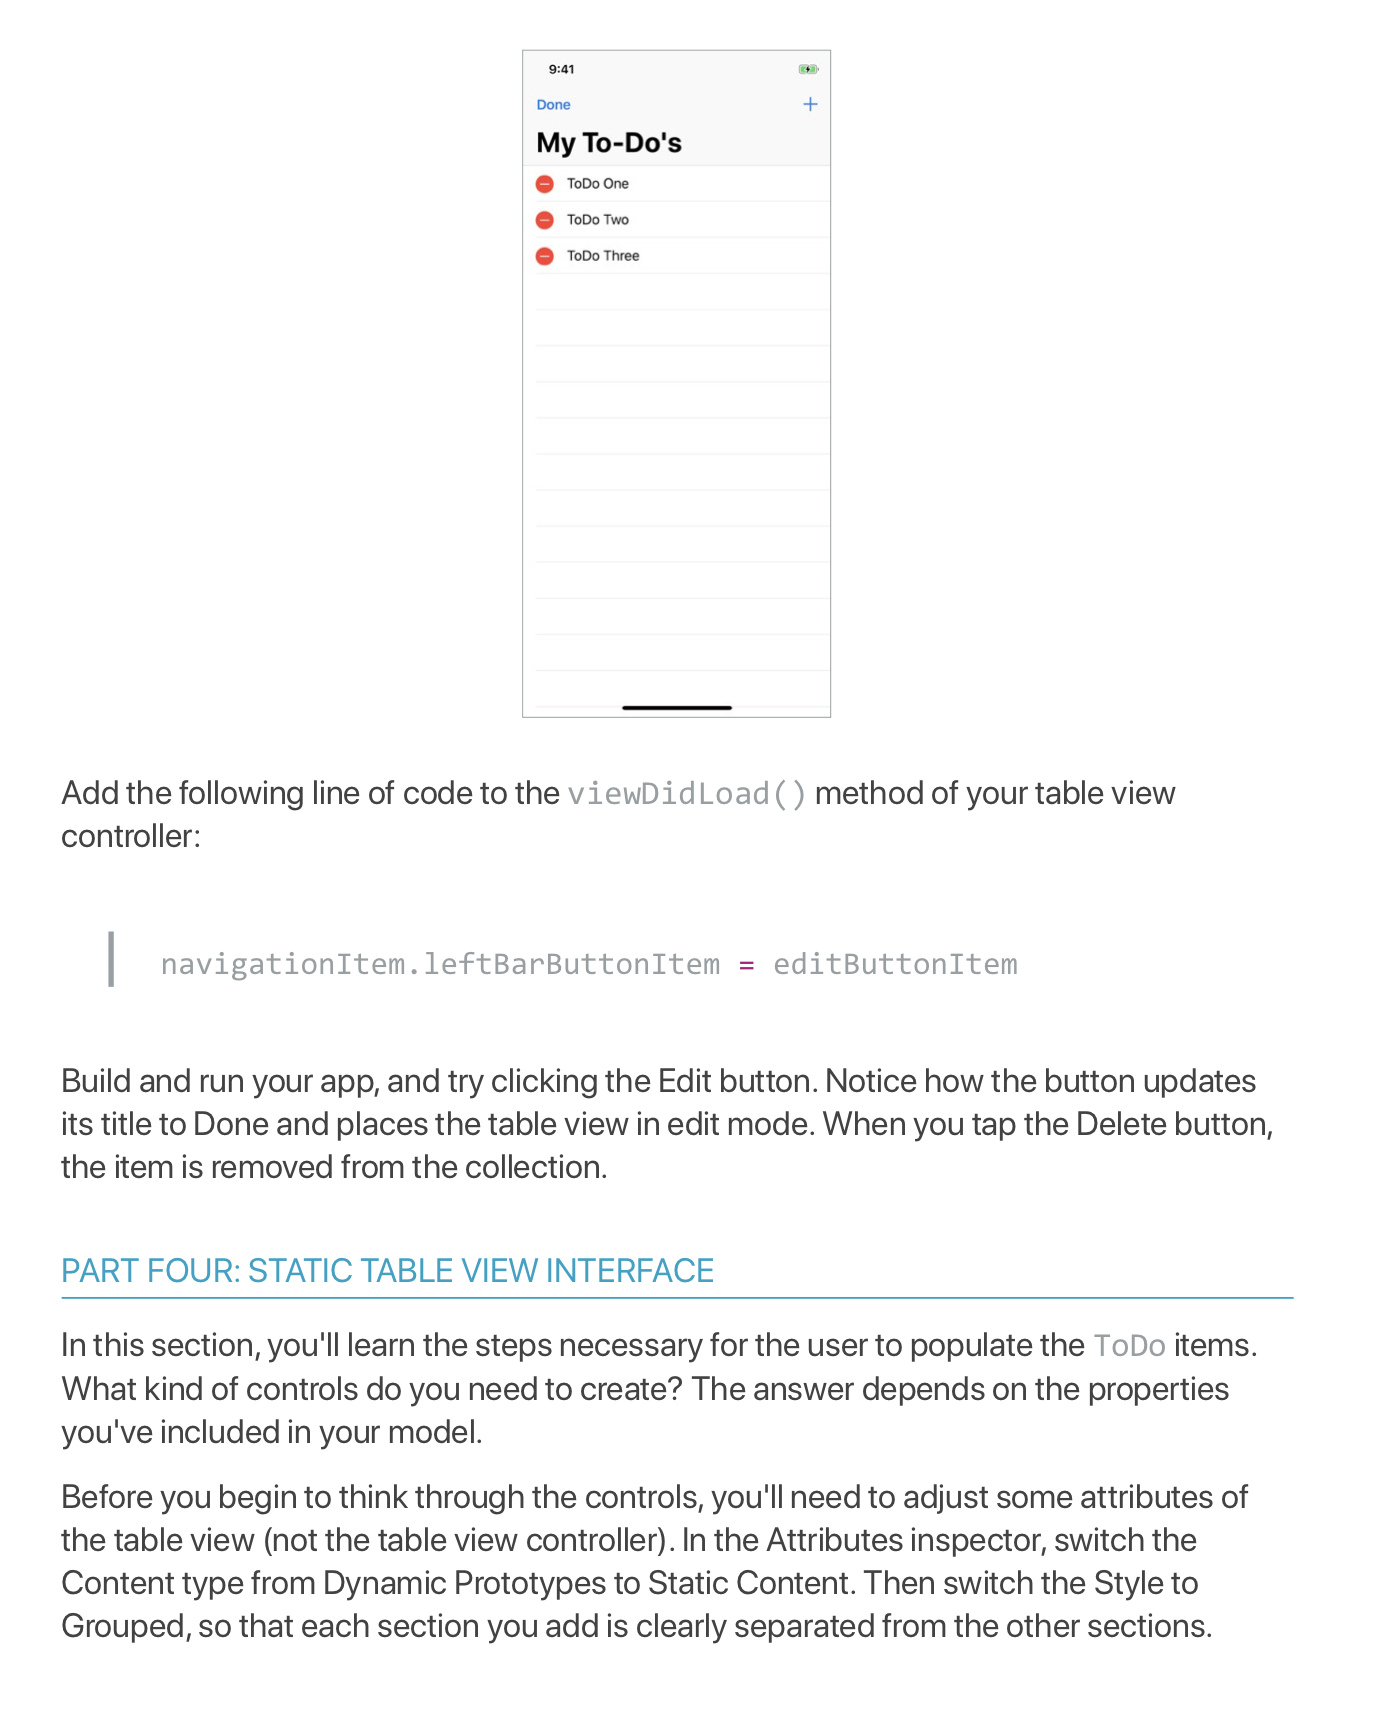 9:41
Done
My To-Do's
ToDo One
ToDo Two
ToDo Three
Add the following line of code to the viewDidLoad() method of your table view
controller:
navigationItem.leftBarButtonItem = editButtonItem
Build and run your app, and try clicking the Edit button. Notice how the button updates
its title to Done and places the table view in edit mode. When you tap the Delete button,
the item is removed from the collection.
PART FOUR: STATIC TABLE VIEW INTERFACE
In this section, you'll learn the steps necessary for the user to populate the ToDo items.
What kind of controls do you need to create? The answer depends on the properties
you've included in your model.
Before you begin to think through the controls, you'll need to adjust some attributes of
the table view (not the table view controller). In the Attributes inspector, switch the
Content type from Dynamic Prototypes to Static Content. Then switch the Style to
Grouped, so that each section you add is clearly separated from the other sections.